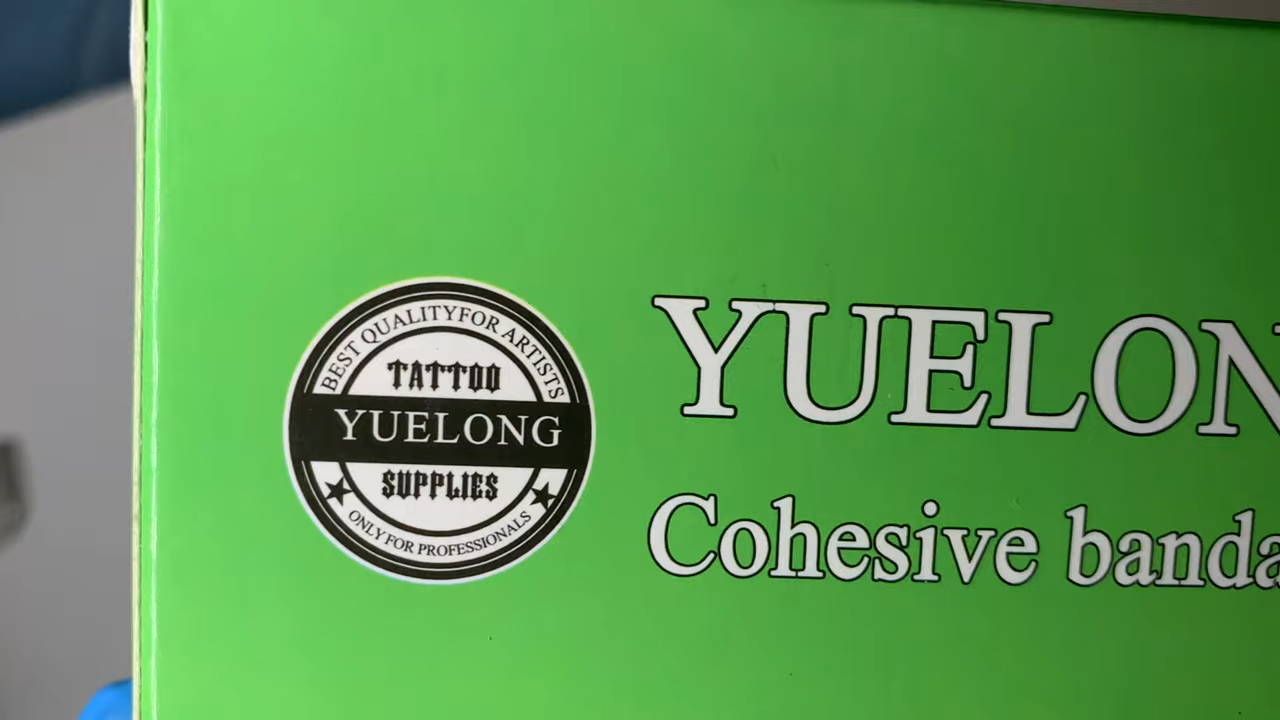 BEST QUALITYFOR ARTISTS
TATTOO
YUELONG
SUPPLIES
ONLY FOR PROFESSIONALS
YUELON
Cohesive banda